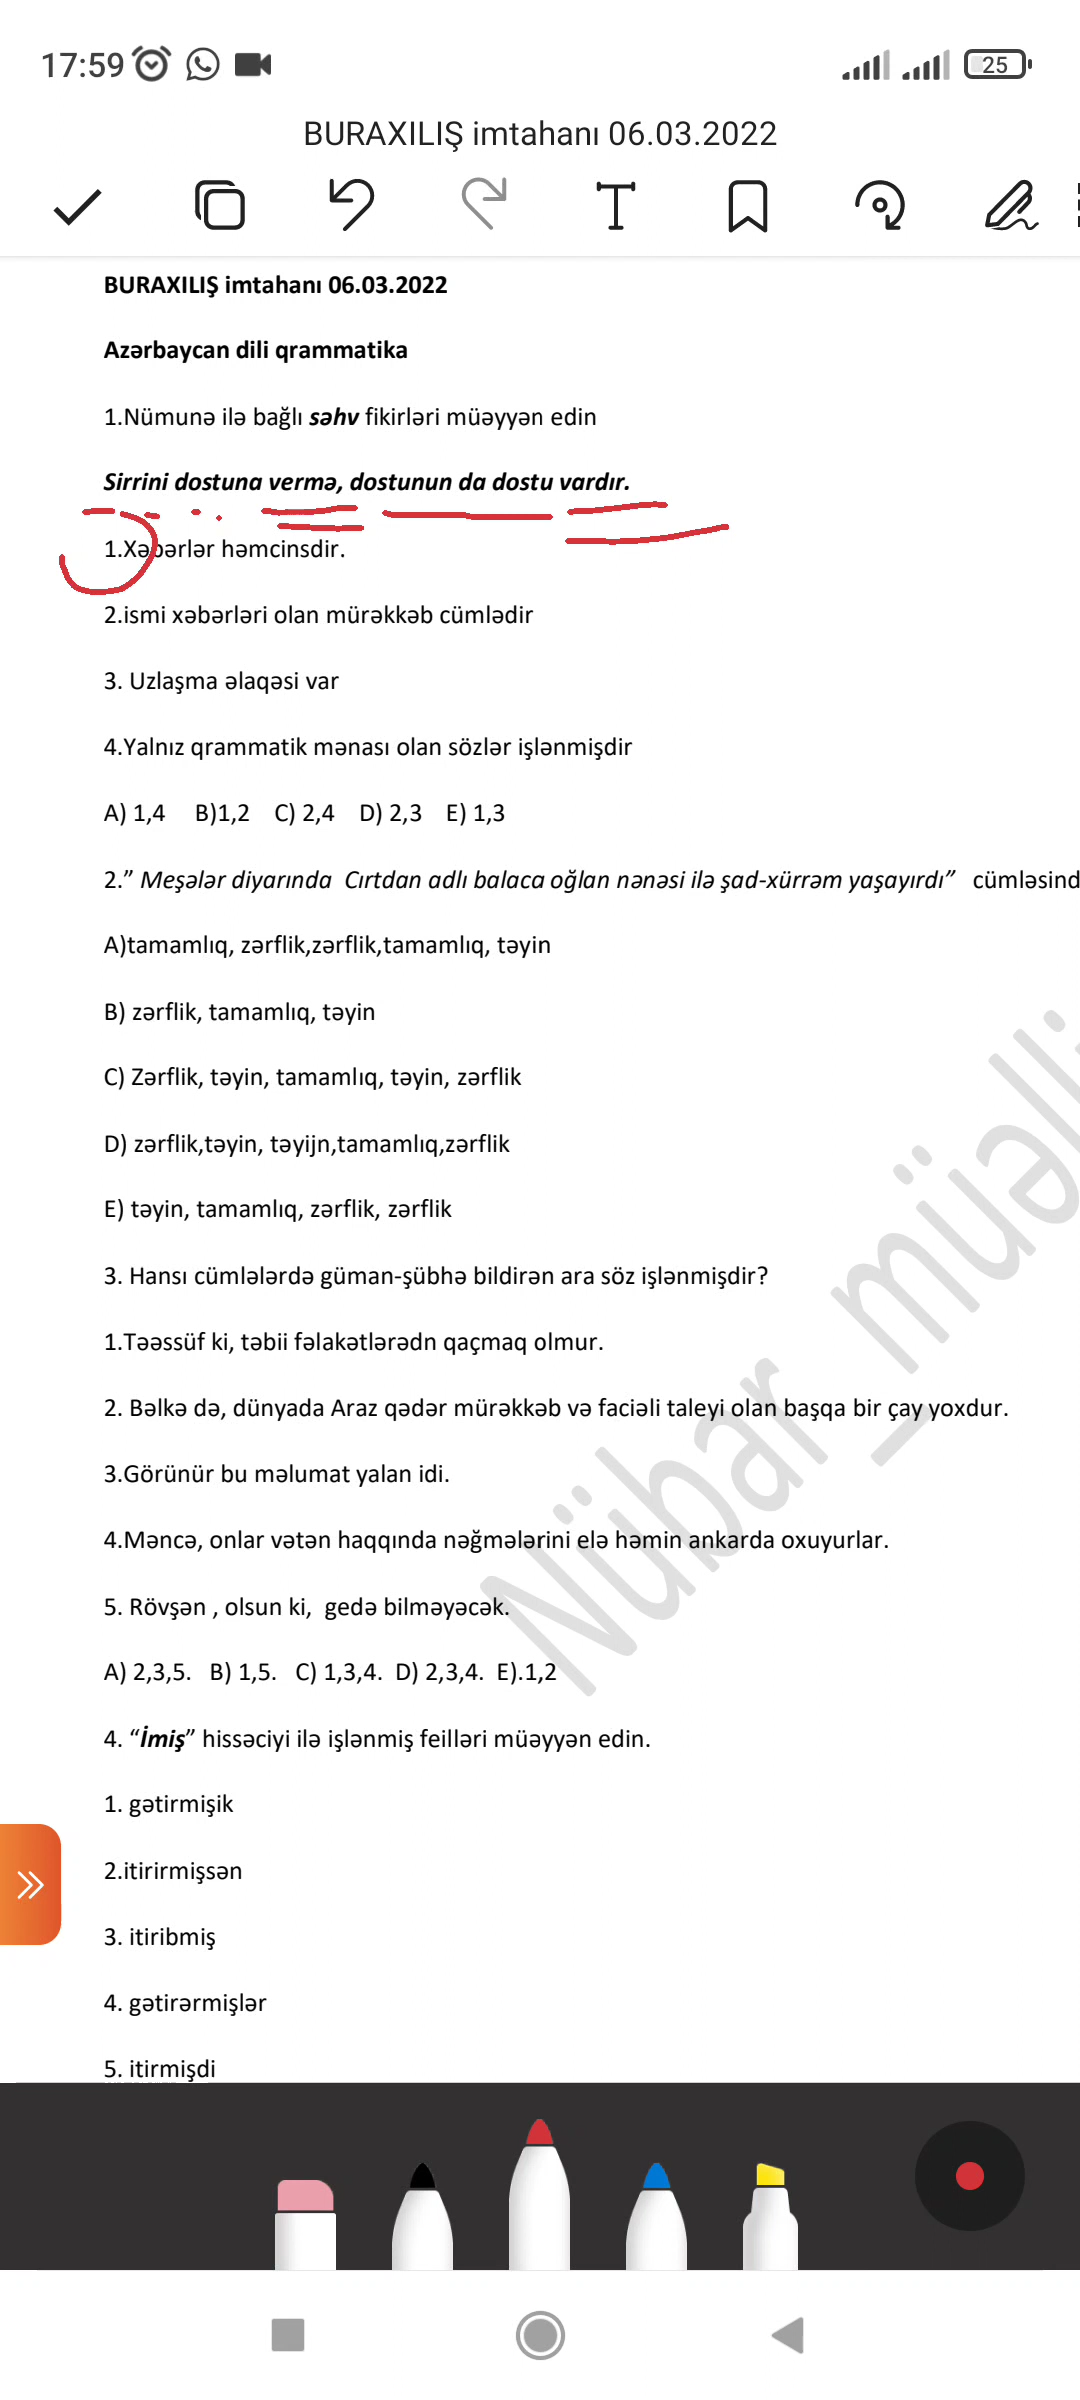 17:59
25
BURAXILIŞ imtahanı 06.03.2022
BURAXILIŞ imtahanı 06.03.2022
Azərbaycan dili qrammatika
1.Nümunə ilə bağlı səhv fikirləri müəyyən edin
Sirrini dostuna vermə, dostunun da dostu vardır.
1.Xəbərlər həmcinsdir.
2.ismi xəbərləri olan mürəkkəb cümlədir
3. Uzlaşma əlaqəsi var
4.Yalnız qrammatik mənası olan sözlər işlənmişdir
A) 1,4 B)1,2 C) 2,4 D) 2,3 E) 1,3
2.” Meşələr diyarında Cırtdan adlı balaca oğlan nənəsi ilə şad-xürrəm yaşayırdı” cümləsind
A)tamamlıq, zərflik,zərflik,tamamlıq, təyin
B) zərflik, tamamlıq, təyin
C) Zərflik, təyin, tamamlıq, təyin, zərflik
D) zərflik,təyin, təyijn,tamamlıq,zərflik
E) təyin, tamamlıq, zərflik, zərflik
3. Hansı cümlələrdə güman-şübhə bildirən ara söz işlənmişdir?
1.Təəssüf ki, təbii fəlakətlərədn qaçmaq olmur.
2. Bəlkə də, dünyada Araz qədər mürəkkəb və faciəli taleyi olan başqa bir çay yoxdur.
3.Görünür bu məlumat yalan idi.
4.Məncə, onlar vətən haqqında nəğmələrini elə həmin ankarda oxuyurlar.
5. Rövşən , olsun ki, gedə bilməyəcək.
A) 2,3,5. B) 1,5. C) 1,3,4. D) 2,3,4. E).1,2
4. “İmiş” hissəciyi ilə işlənmiş feilləri müəyyən edin.
1. gətirmişik
2.itirirmişsən
3. itiribmiş
4. gətirərmişlər
5. itirmişdi
Nübar_müəlli